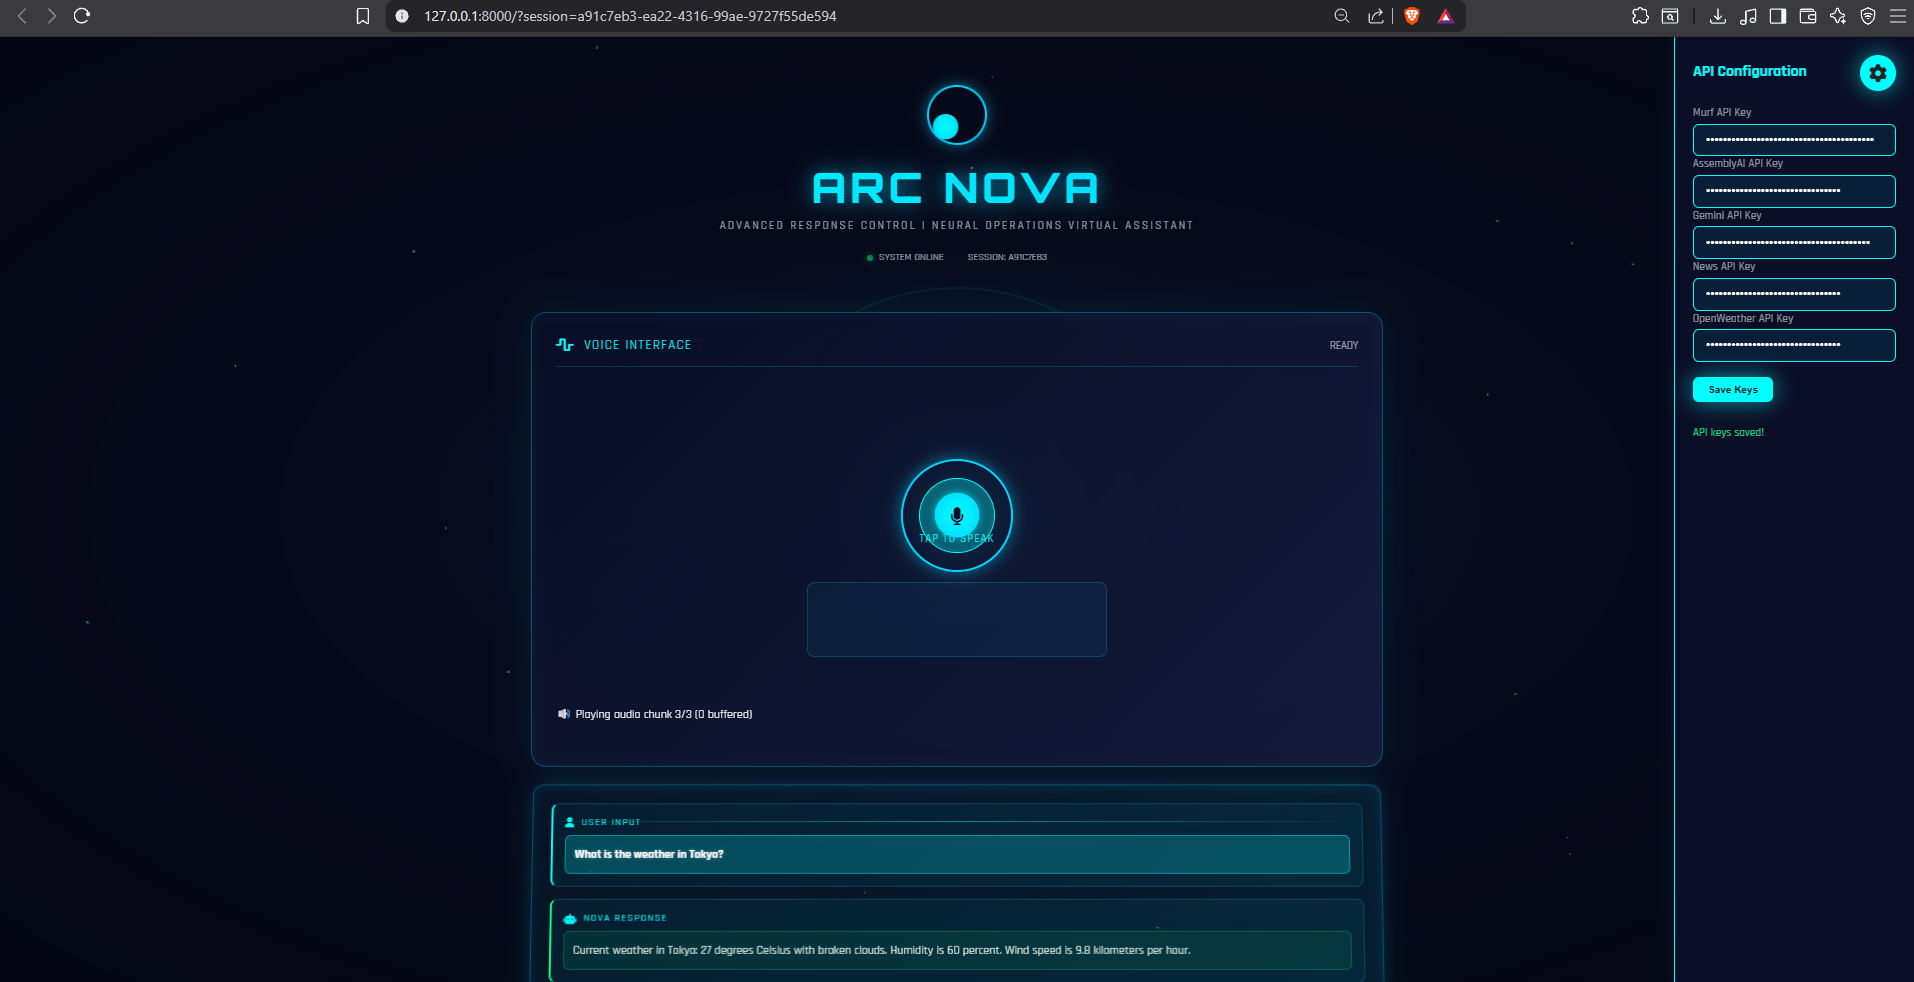 127.0.0.1:8000/?session=a91c7eb3-ea22-4316-99ae-9727f55de594
ARC NOVA
ADVANCED RESPONSE CONTROL | NEURAL OPERATIONS VIRTUAL ASSISTANT
SYSTEM ONLINE SESSION: A91C7EB3
VOICE INTERFACE READY
TAP TO SPEAK
Playing audio chunk 3/3 (0 buffered)
USER INPUT
What is the weather in Tokyo?
NOVA RESPONSE
Current weather in Tokyo: 27 degrees Celsius with broken clouds. Humidity is 60 percent. Wind speed is 9.8 kilometers per hour.
API Configuration
Murf API Key
AssemblyAI API Key
Gemini API Key
News API Key
OpenWeather API Key
Save Keys
API keys saved!